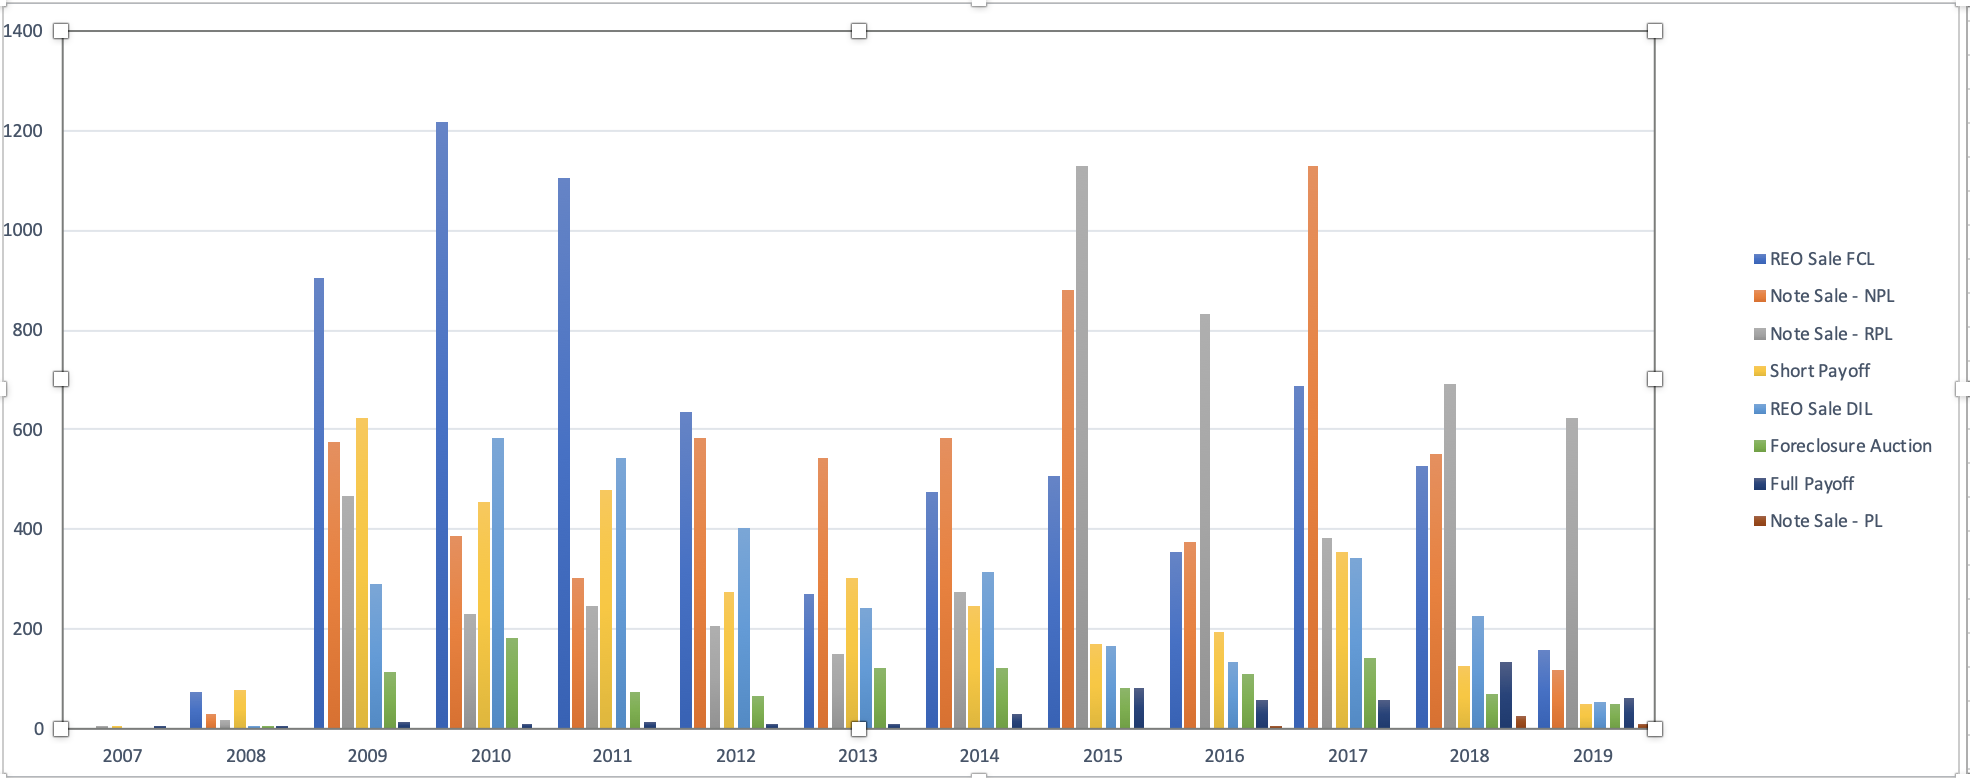 1400
1200
1000
800
600
400
200
0
2007 2008 2009 2010 2011 2012 2013 2014 2015 2016 2017 2018 2019
REO Sale FCL
Note Sale - NPL
Note Sale - RPL
Short Payoff
REO Sale DIL
Foreclosure Auction
Full Payoff
Note Sale - PL